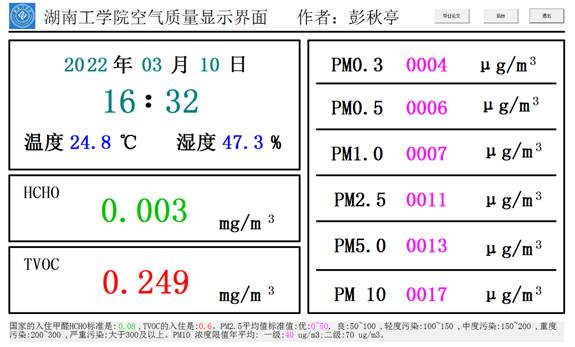 湖南工学院空气质量显示界面 作者：彭秋亭 后台 退出
2022 年 03 月 10 日
16:32
温度 24.8 ℃ 湿度 47.3 %
HCHO
0.003 mg/m³
TVOC
0.249 mg/m³
PM0.3 0004 μg/m³
PM0.5 0006 μg/m³
PM1.0 0007 μg/m³
PM2.5 0011 μg/m³
PM5.0 0013 μg/m³
PM 10 0017 μg/m³
国家的入住甲醛HCHO标准是:0.08,TVOC的入住是:0.6。PM2.5平均值标准值:优:0~50, 良:50~100 ,轻度污染:100~150 ,中度污染:150~200 ,重度
污染:200~300 ,严重污染:大于300及以上。PM10 浓度限值年平均: 一级:40 ug/m3;二级:70 ug/m3。